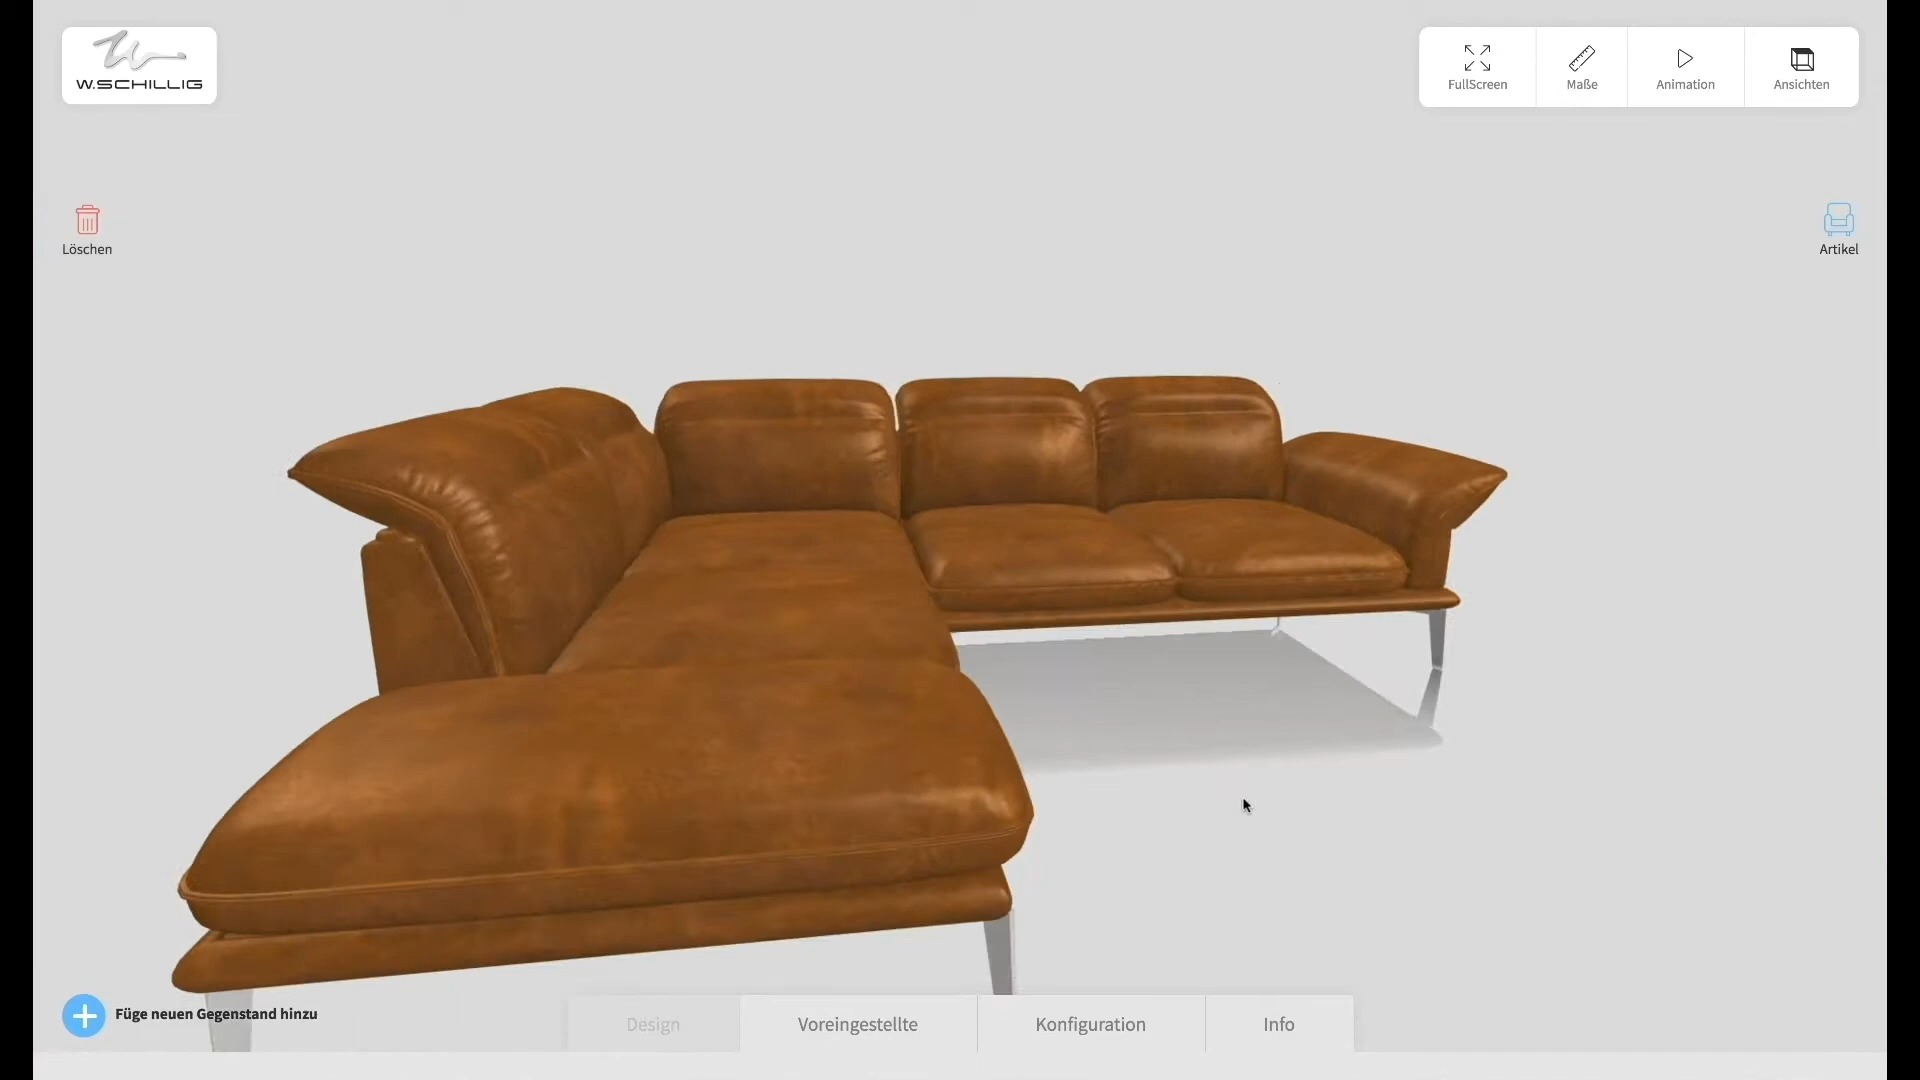 W.SCHILLIG
FullScreen
Maße
Animation
Ansichten
Löschen
Artikel
Füge neuen Gegenstand hinzu
Design
Voreingestellte
Konfiguration
Info